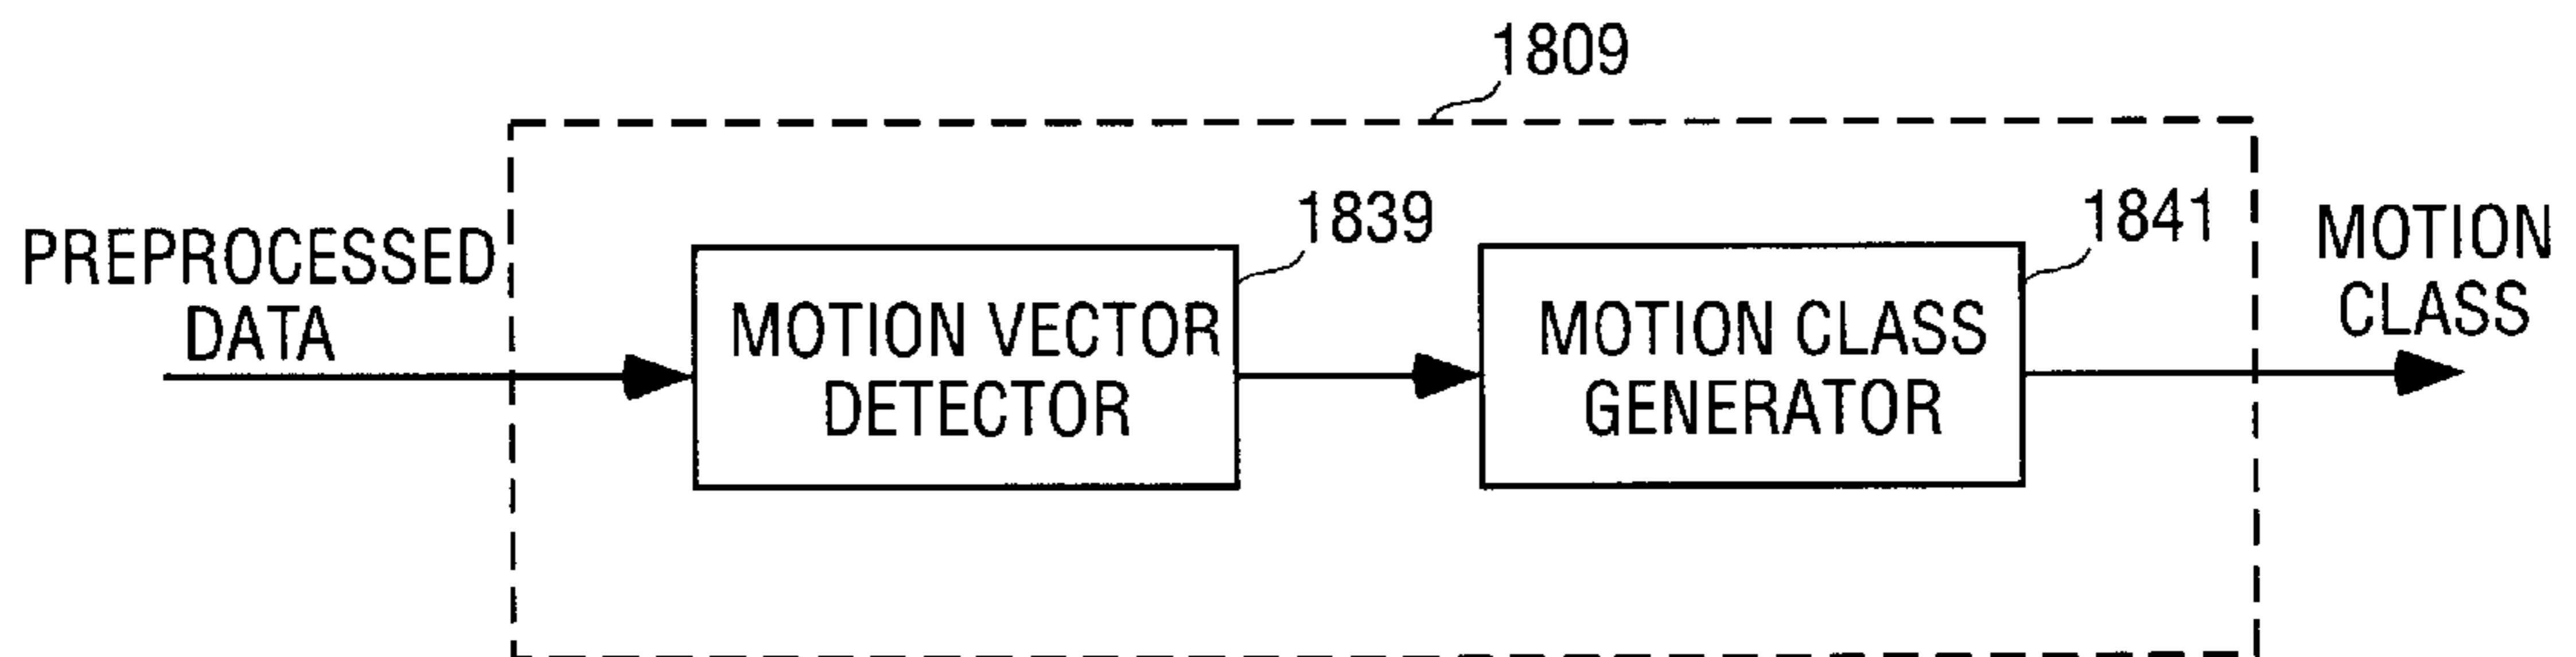 1809
PREPROCESSED
DATA
1839
MOTION VECTOR
DETECTOR
1841
MOTION CLASS
GENERATOR
MOTION
CLASS